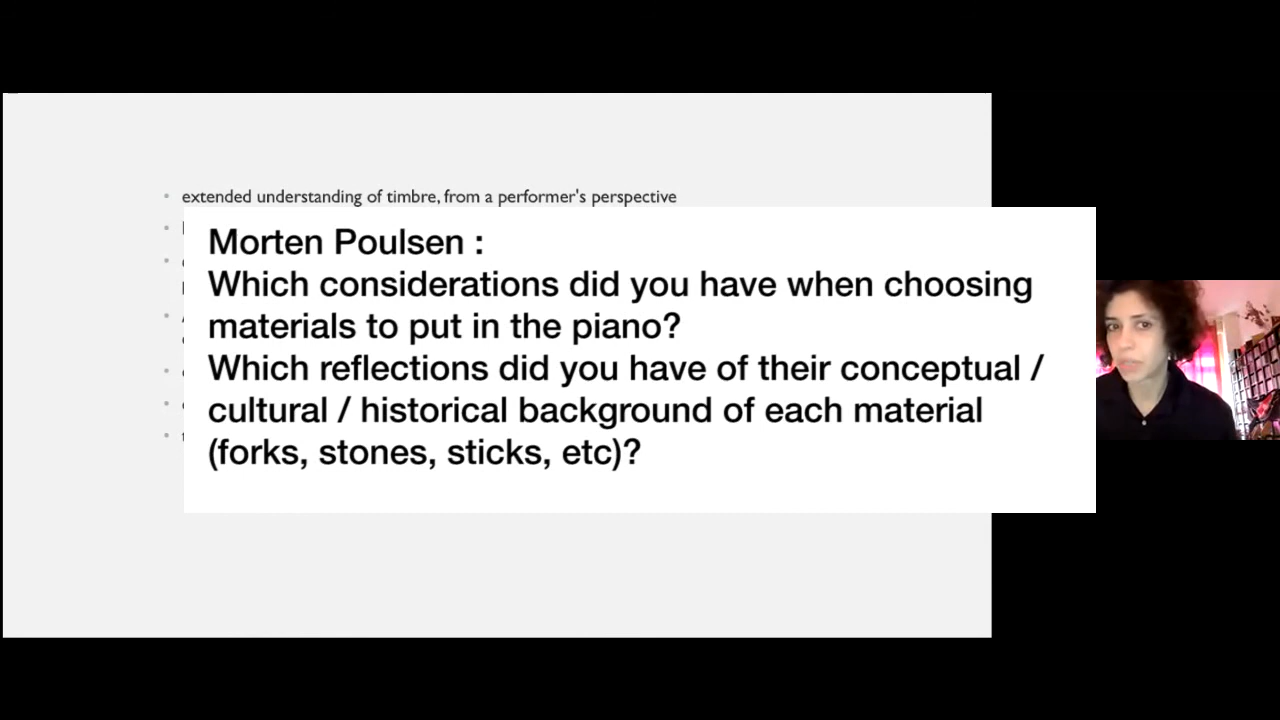 extended understanding of timbre, from a performer's perspective
Morten Poulsen :
Which considerations did you have when choosing
materials to put in the piano?
Which reflections did you have of their conceptual /
cultural / historical background of each material
(forks, stones, sticks, etc)?